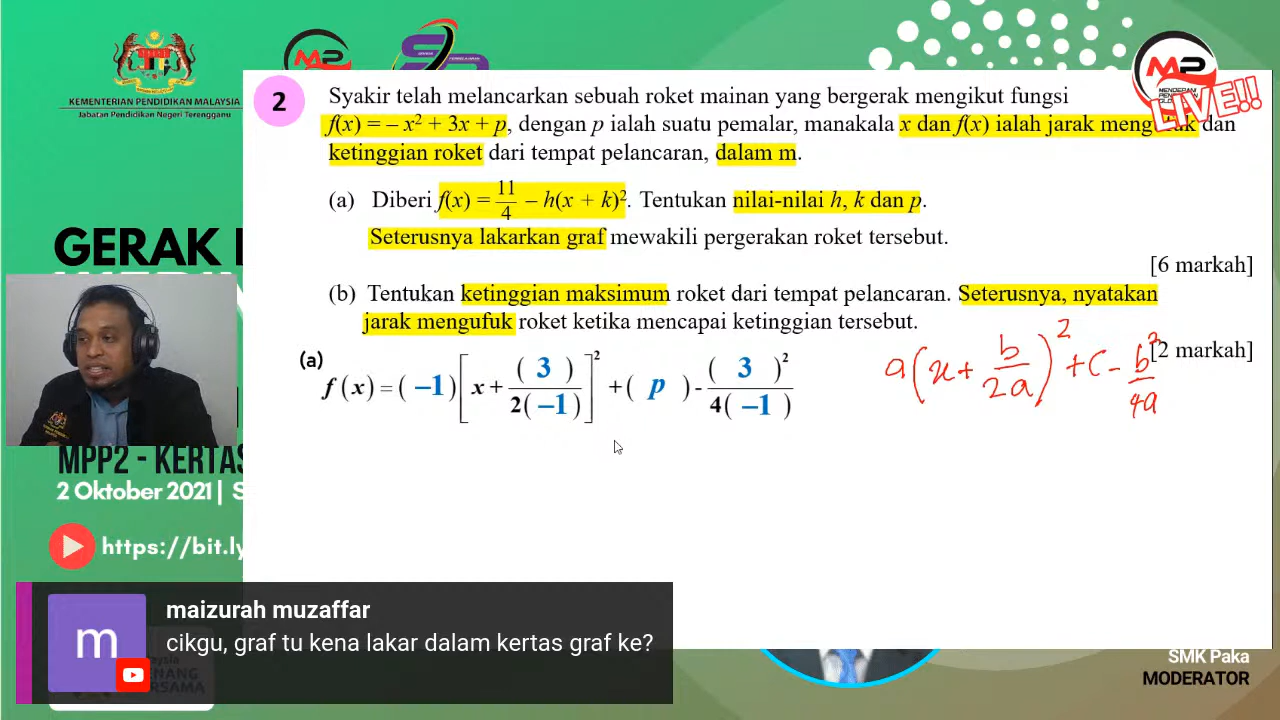 KEMENTERIAN PENDIDIKAN MALAYSIA
Jabatan Pendidikan Negeri Terengganu
MP
MP
LIVE!!
2
Syakir telah melancarkan sebuah roket mainan yang bergerak mengikut fungsi
f(x) = – x² + 3x + p, dengan p ialah suatu pemalar, manakala x dan f(x) ialah jarak dan
ketinggian roket dari tempat pelancaran, dalam m.
(a) Diberi f(x) = 11/4 – h(x + k)². Tentukan nilai-nilai h, k dan p.
Seterusnya lakarkan graf mewakili pergerakan roket tersebut.
[6 markah]
(b) Tentukan ketinggian maksimum roket dari tempat pelancaran. Seterusnya, nyatakan
jarak mengufuk roket ketika mencapai ketinggian tersebut.
[2 markah]
a(x + b/2a)² + c - b²/4a
(a)
f(x) = (-1)[x + (3)/2(-1)]² + (p) - (3)²/4(-1)
GERAK
MPP2 - KERTAS
2 Oktober 2021 | S
https://bit.ly
maizurah muzaffar
m
cikgu, graf tu kena lakar dalam kertas graf ke?
SMK Paka
MODERATOR